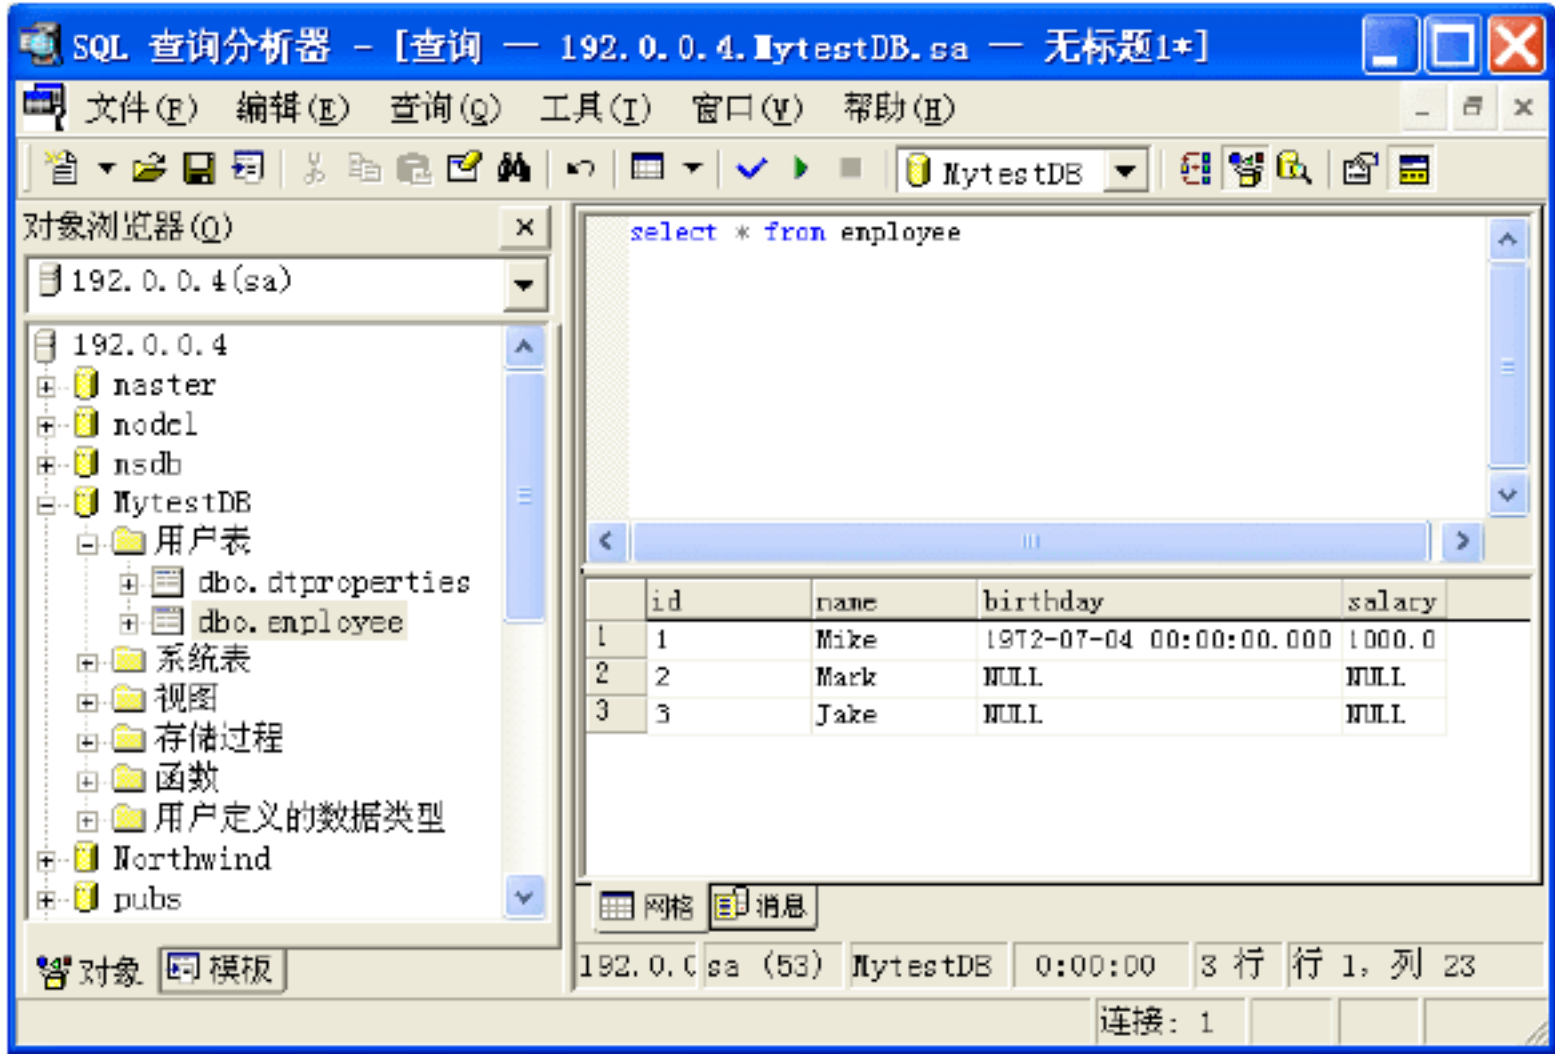 SQL 查询分析器 - [查询 — 192.0.0.4.MytestDB.sa — 无标题1*]
文件(F) 编辑(E) 查询(Q) 工具(T) 窗口(W) 帮助(H)
MytestDB
对象浏览器(O)
192.0.0.4(sa)
192.0.0.4
master
model
msdb
MytestDB
用户表
dbo.dtproperties
dbo.employee
系统表
视图
存储过程
函数
用户定义的数据类型
Northwind
pubs
对象 模板
select * from employee
id name birthday salary
1 1 Mike 1972-07-04 00:00:00.000 1000.0
2 2 Mark NULL NULL
3 3 Jake NULL NULL
网格 消息
192.0.0 sa (53) MytestDB 0:00:00 3 行 行 1, 列 23
连接: 1